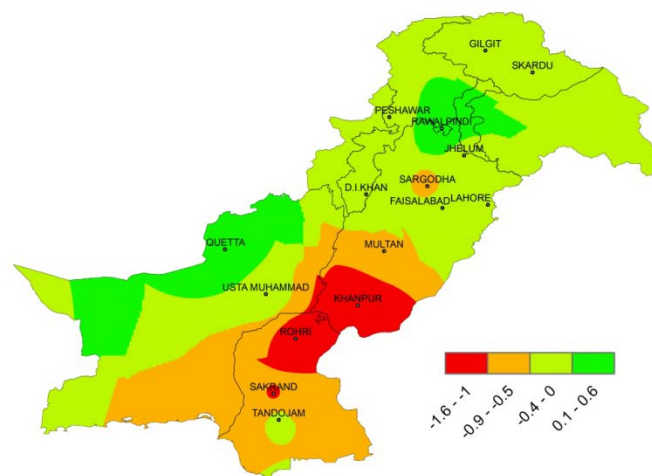 GILGIT
SKARDU
PESHAWAR
RAWALPINDI
JHELUM
SARGODHA
D.I.KHAN
FAISALABAD
LAHORE
QUETTA
MULTAN
USTA MUHAMMAD
KHANPUR
ROHRI
SAKRAND
TANDOJAM
-1.6 - -1
-0.9 - -0.5
-0.4 - 0
0.1 - 0.6